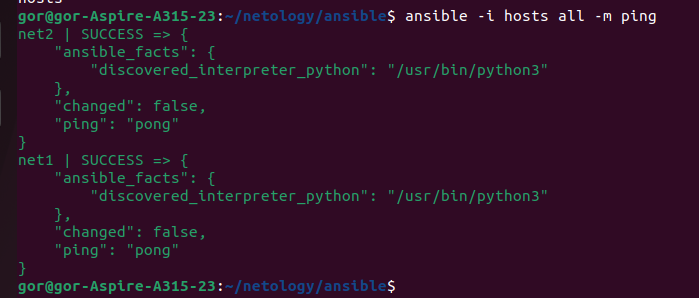 hosts
gor@gor-Aspire-A315-23:~/netology/ansible$ ansible -i hosts all -m ping
net2 | SUCCESS => {
    "ansible_facts": {
        "discovered_interpreter_python": "/usr/bin/python3"
    },
    "changed": false,
    "ping": "pong"
}
net1 | SUCCESS => {
    "ansible_facts": {
        "discovered_interpreter_python": "/usr/bin/python3"
    },
    "changed": false,
    "ping": "pong"
}
gor@gor-Aspire-A315-23:~/netology/ansible$